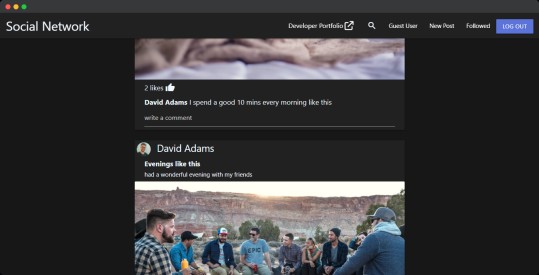 Social Network
Developer Portfolio
Guest User
New Post
Followed
LOG OUT
2 likes
David Adams I spend a good 10 mins every morning like this
write a comment
David Adams
Evenings like this
had a wonderful evening with my friends